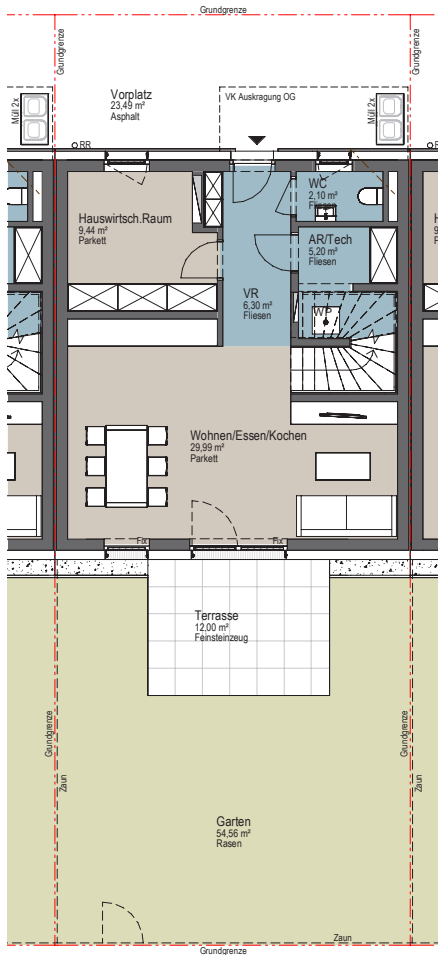 Grundgrenze
Grundgrenze
Grundgrenze
Vorplatz
23,49 m²
Asphalt
VK Auskragung OG
Müll 2x
Müll 2x
RR
RR
WC
2,10 m²
Fliesen
Hauswirtsch.Raum
9,44 m²
Parkett
H
9
P
AR/Tech
5,20 m²
Fliesen
VR
6,30 m²
Fliesen
WP
Wohnen/Essen/Kochen
29,99 m²
Parkett
Fix
Fix
Terrasse
12,00 m²
Feinsteinzeug
Grundgrenze
Grundgrenze
Zaun
Zaun
Garten
54,56 m²
Rasen
Zaun
Grundgrenze